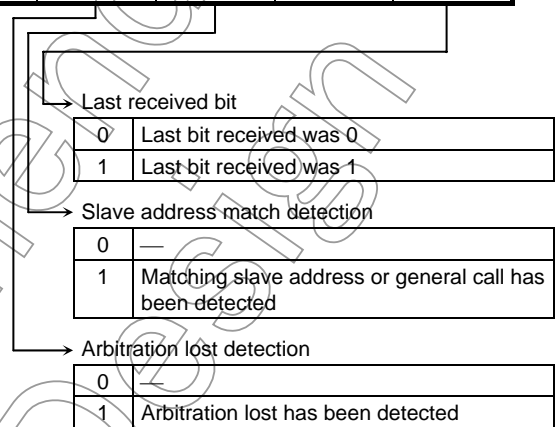 Last received bit
0 Last bit received was 0
1 Last bit received was 1
Slave address match detection
0 —
1 Matching slave address or general call has
been detected
Arbitration lost detection
0 —
1 Arbitration lost has been detected